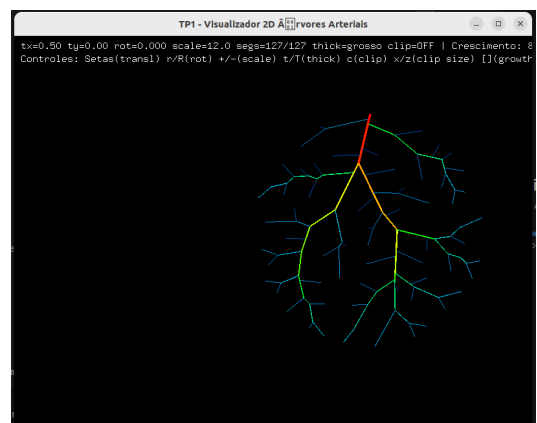 TP1 - Visualizador 2D Ã rvores Arteriais
tx=0.50 ty=0.00 rot=0.000 scale=12.0 segs=127/127 thick=grosso clip=OFF | Crescimento: 8
Controles: Setas(transl) r/R(rot) +/-(scale) t/T(thick) c(clip) x/z(clip size) [](growth